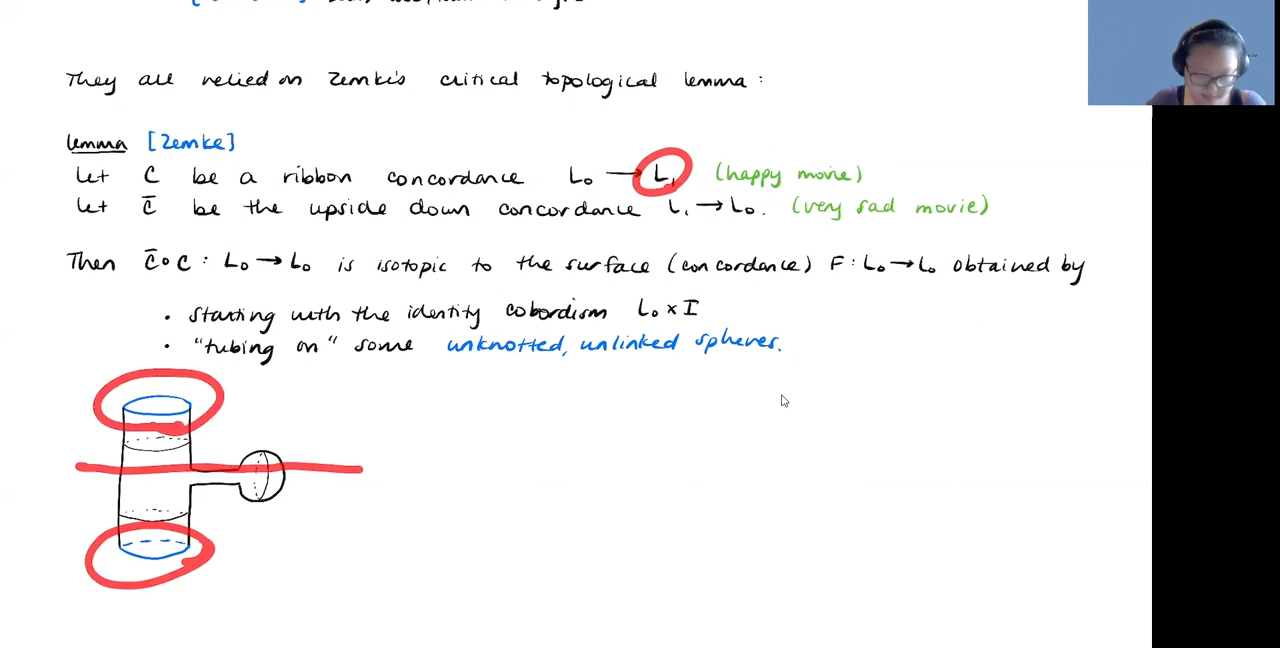 They all relied on Zemke's critical topological lemma :
lemma [Zemke]
Let C be a ribbon concordance L₀ → L₁ (happy movie)
Let C̄ be the upside down concordance L₁ → L₀. (very sad movie)
Then C̄ ∘ C : L₀ → L₀ is isotopic to the surface (concordance) F : L₀ → L₀ obtained by
• starting with the identity cobordism L₀ × I
• "tubing on" some unknotted, unlinked spheres.